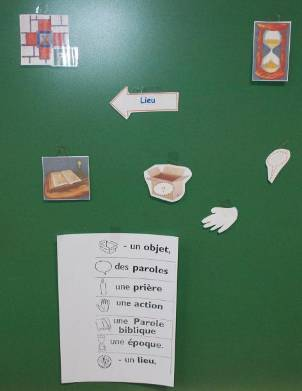 Lieu
- un objet,
des paroles
une prière
une action
une Parole
biblique
une époque.
- un lieu.